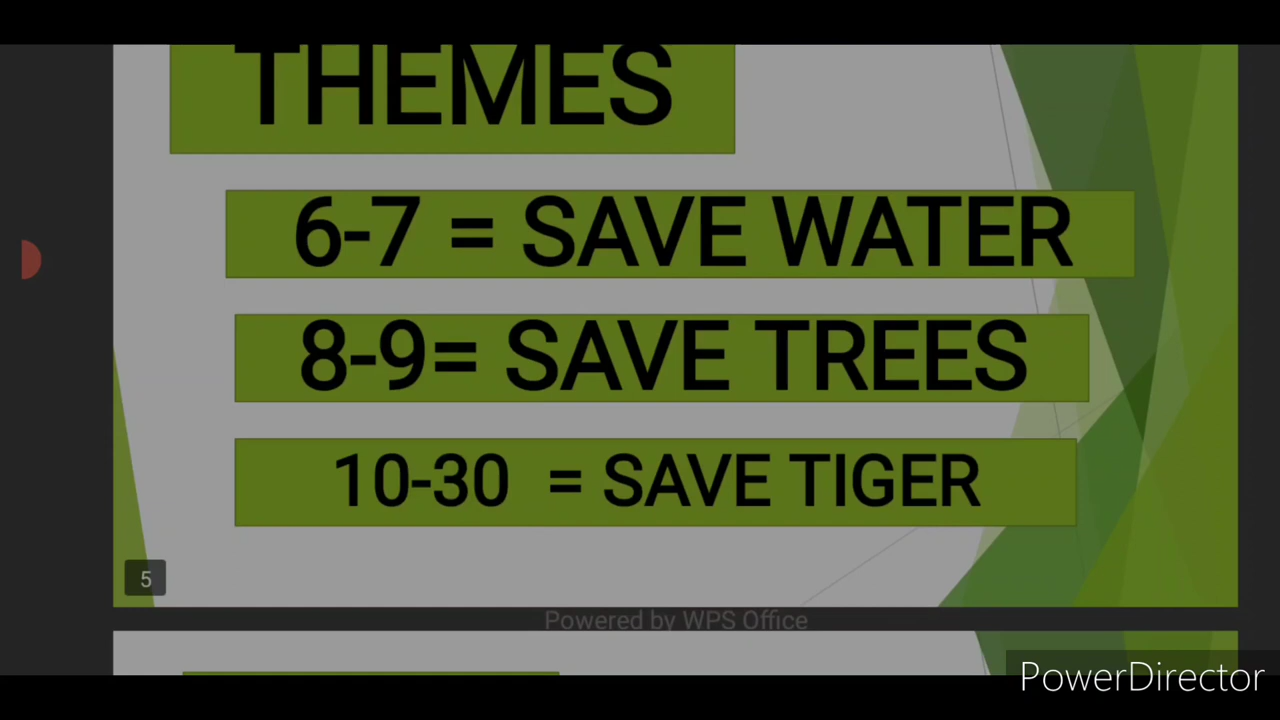 THEMES
6-7 = SAVE WATER
8-9= SAVE TREES
10-30 = SAVE TIGER
5
Powered by WPS Office
PowerDirector